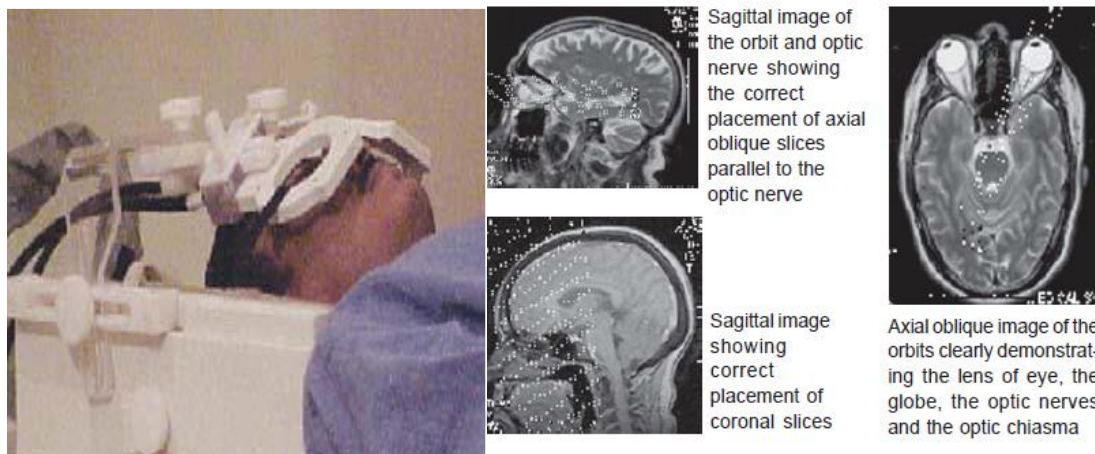 Sagittal image of
the orbit and optic
nerve showing
the correct
placement of axial
oblique slices
parallel to the
optic nerve
Sagittal image
showing
correct
placement of
coronal slices
Axial oblique image of the
orbits clearly demonstrat-
ing the lens of eye, the
globe, the optic nerves
and the optic chiasma